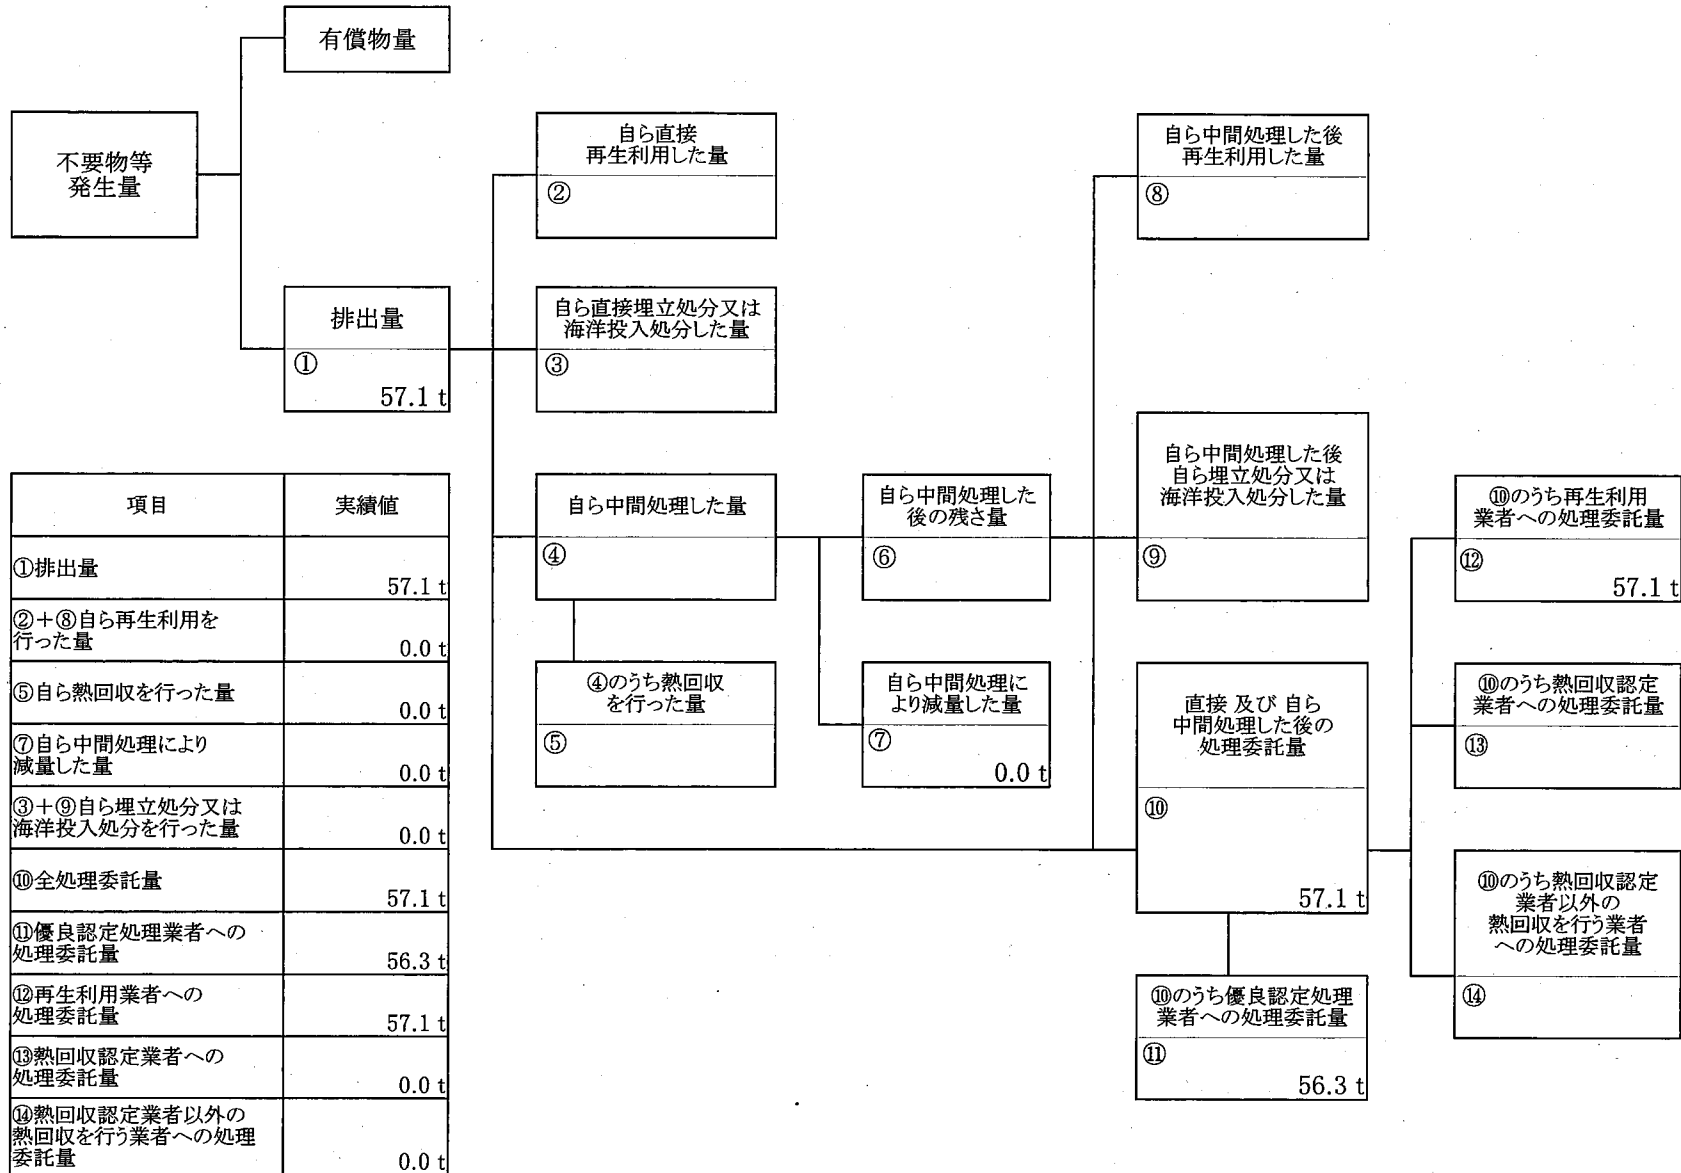 有償物量
不要物等
発生量
排出量
①
57.1 t
自ら直接
再生利用した量
②
自ら直接埋立処分又は
海洋投入処分した量
③
自ら中間処理した量
④
④のうち熱回収
を行った量
⑤
自ら中間処理した
後の残さ量
⑥
自ら中間処理に
より減量した量
⑦
0.0 t
自ら中間処理した後
再生利用した量
⑧
自ら中間処理した後
自ら埋立処分又は
海洋投入処分した量
⑨
直接 及び 自ら
中間処理した後の
処理委託量
⑩
57.1 t
⑩のうち優良認定処理
業者への処理委託量
⑪
56.3 t
⑩のうち再生利用
業者への処理委託量
⑫
57.1 t
⑩のうち熱回収認定
業者への処理委託量
⑬
⑩のうち熱回収認定
業者以外の
熱回収を行う業者
への処理委託量
⑭
項目 実績値
①排出量
57.1 t
②+⑧自ら再生利用を
行った量
0.0 t
⑤自ら熱回収を行った量
0.0 t
⑦自ら中間処理により
減量した量
0.0 t
③+⑨自ら埋立処分又は
海洋投入処分を行った量
0.0 t
⑩全処理委託量
57.1 t
⑪優良認定処理業者への
処理委託量
56.3 t
⑫再生利用業者への
処理委託量
57.1 t
⑬熱回収認定業者への
処理委託量
0.0 t
⑭熱回収認定業者以外の
熱回収を行う業者への処理
委託量
0.0 t